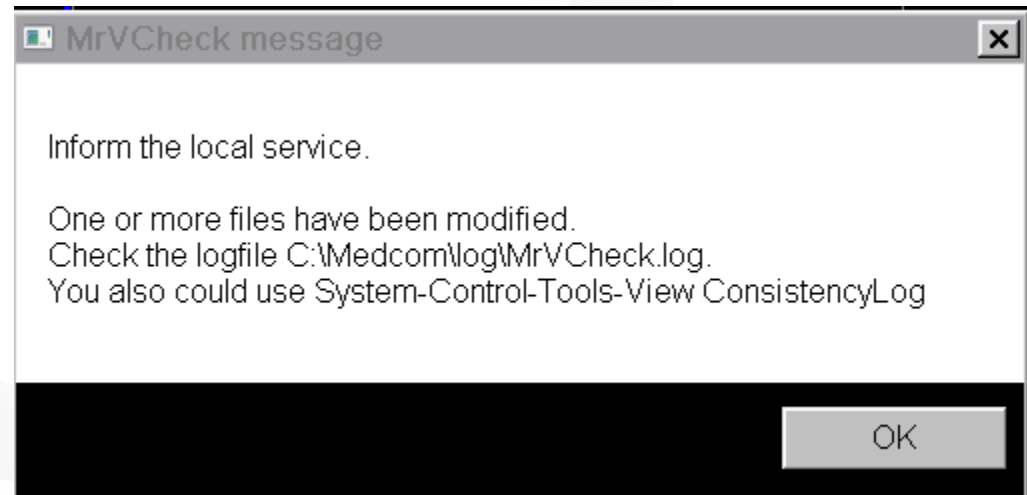 MrVCheck message
Inform the local service.
One or more files have been modified.
Check the logfile C:\Medcom\log\MrVCheck.log.
You also could use System-Control-Tools-View ConsistencyLog
OK